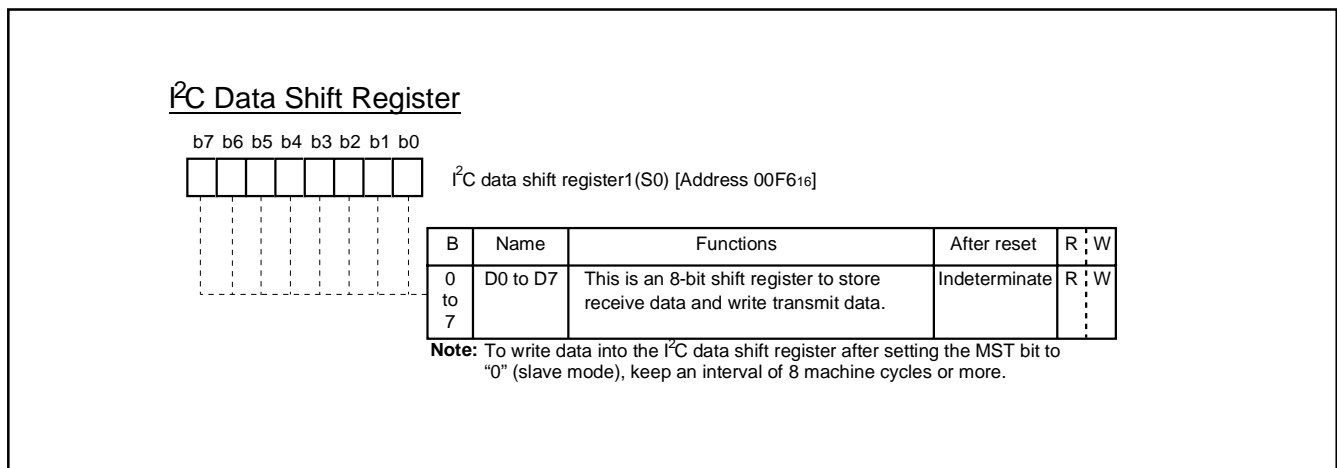 I²C Data Shift Register
b7 b6 b5 b4 b3 b2 b1 b0
I²C data shift register1(S0) [Address 00F6₁₆]
B Name Functions After reset R W
0 to 7 D0 to D7 This is an 8-bit shift register to store Indeterminate R W
receive data and write transmit data.
Note: To write data into the I²C data shift register after setting the MST bit to
“0” (slave mode), keep an interval of 8 machine cycles or more.